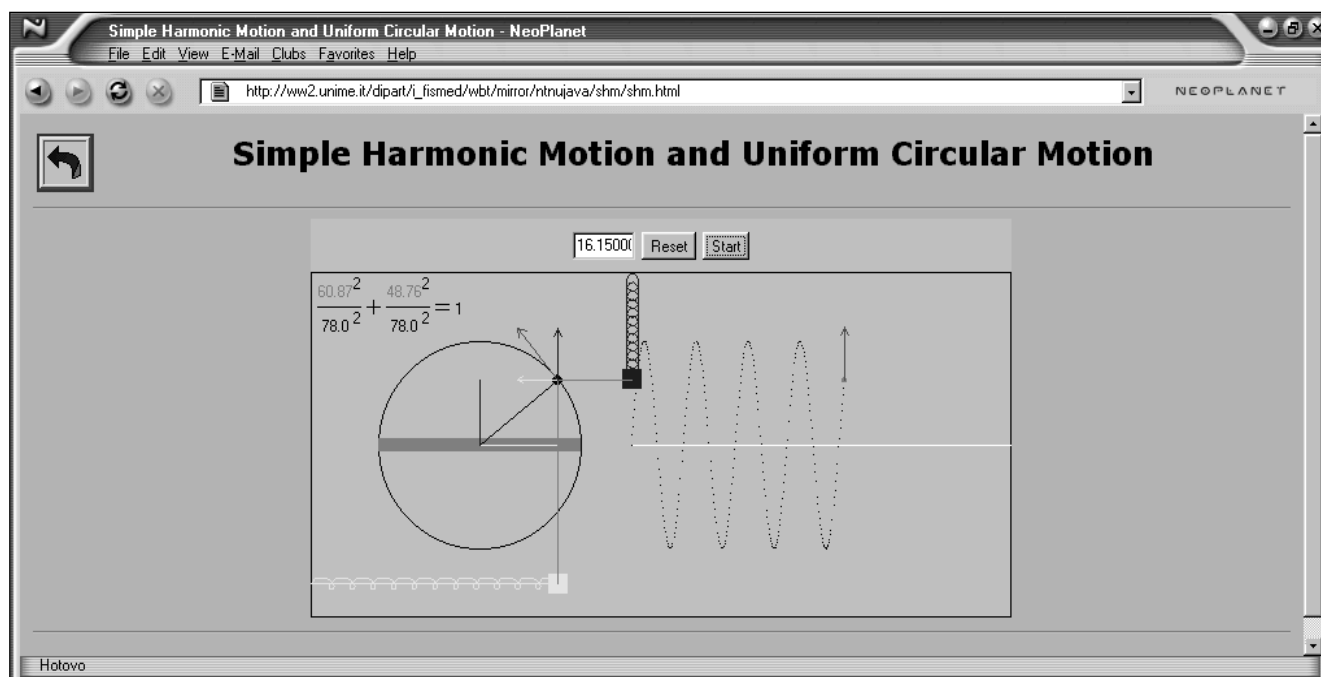 Simple Harmonic Motion and Uniform Circular Motion - NeoPlanet
File Edit View E-Mail Clubs Favorites Help
http://ww2.unime.it/dipart/i_fismed/wbt/mirror/ntnujava/shm/shm.html
NEOPLANET
Simple Harmonic Motion and Uniform Circular Motion
16.1500( Reset Start
60.87² + 48.76² = 1
78.0² 78.0²
Hotovo